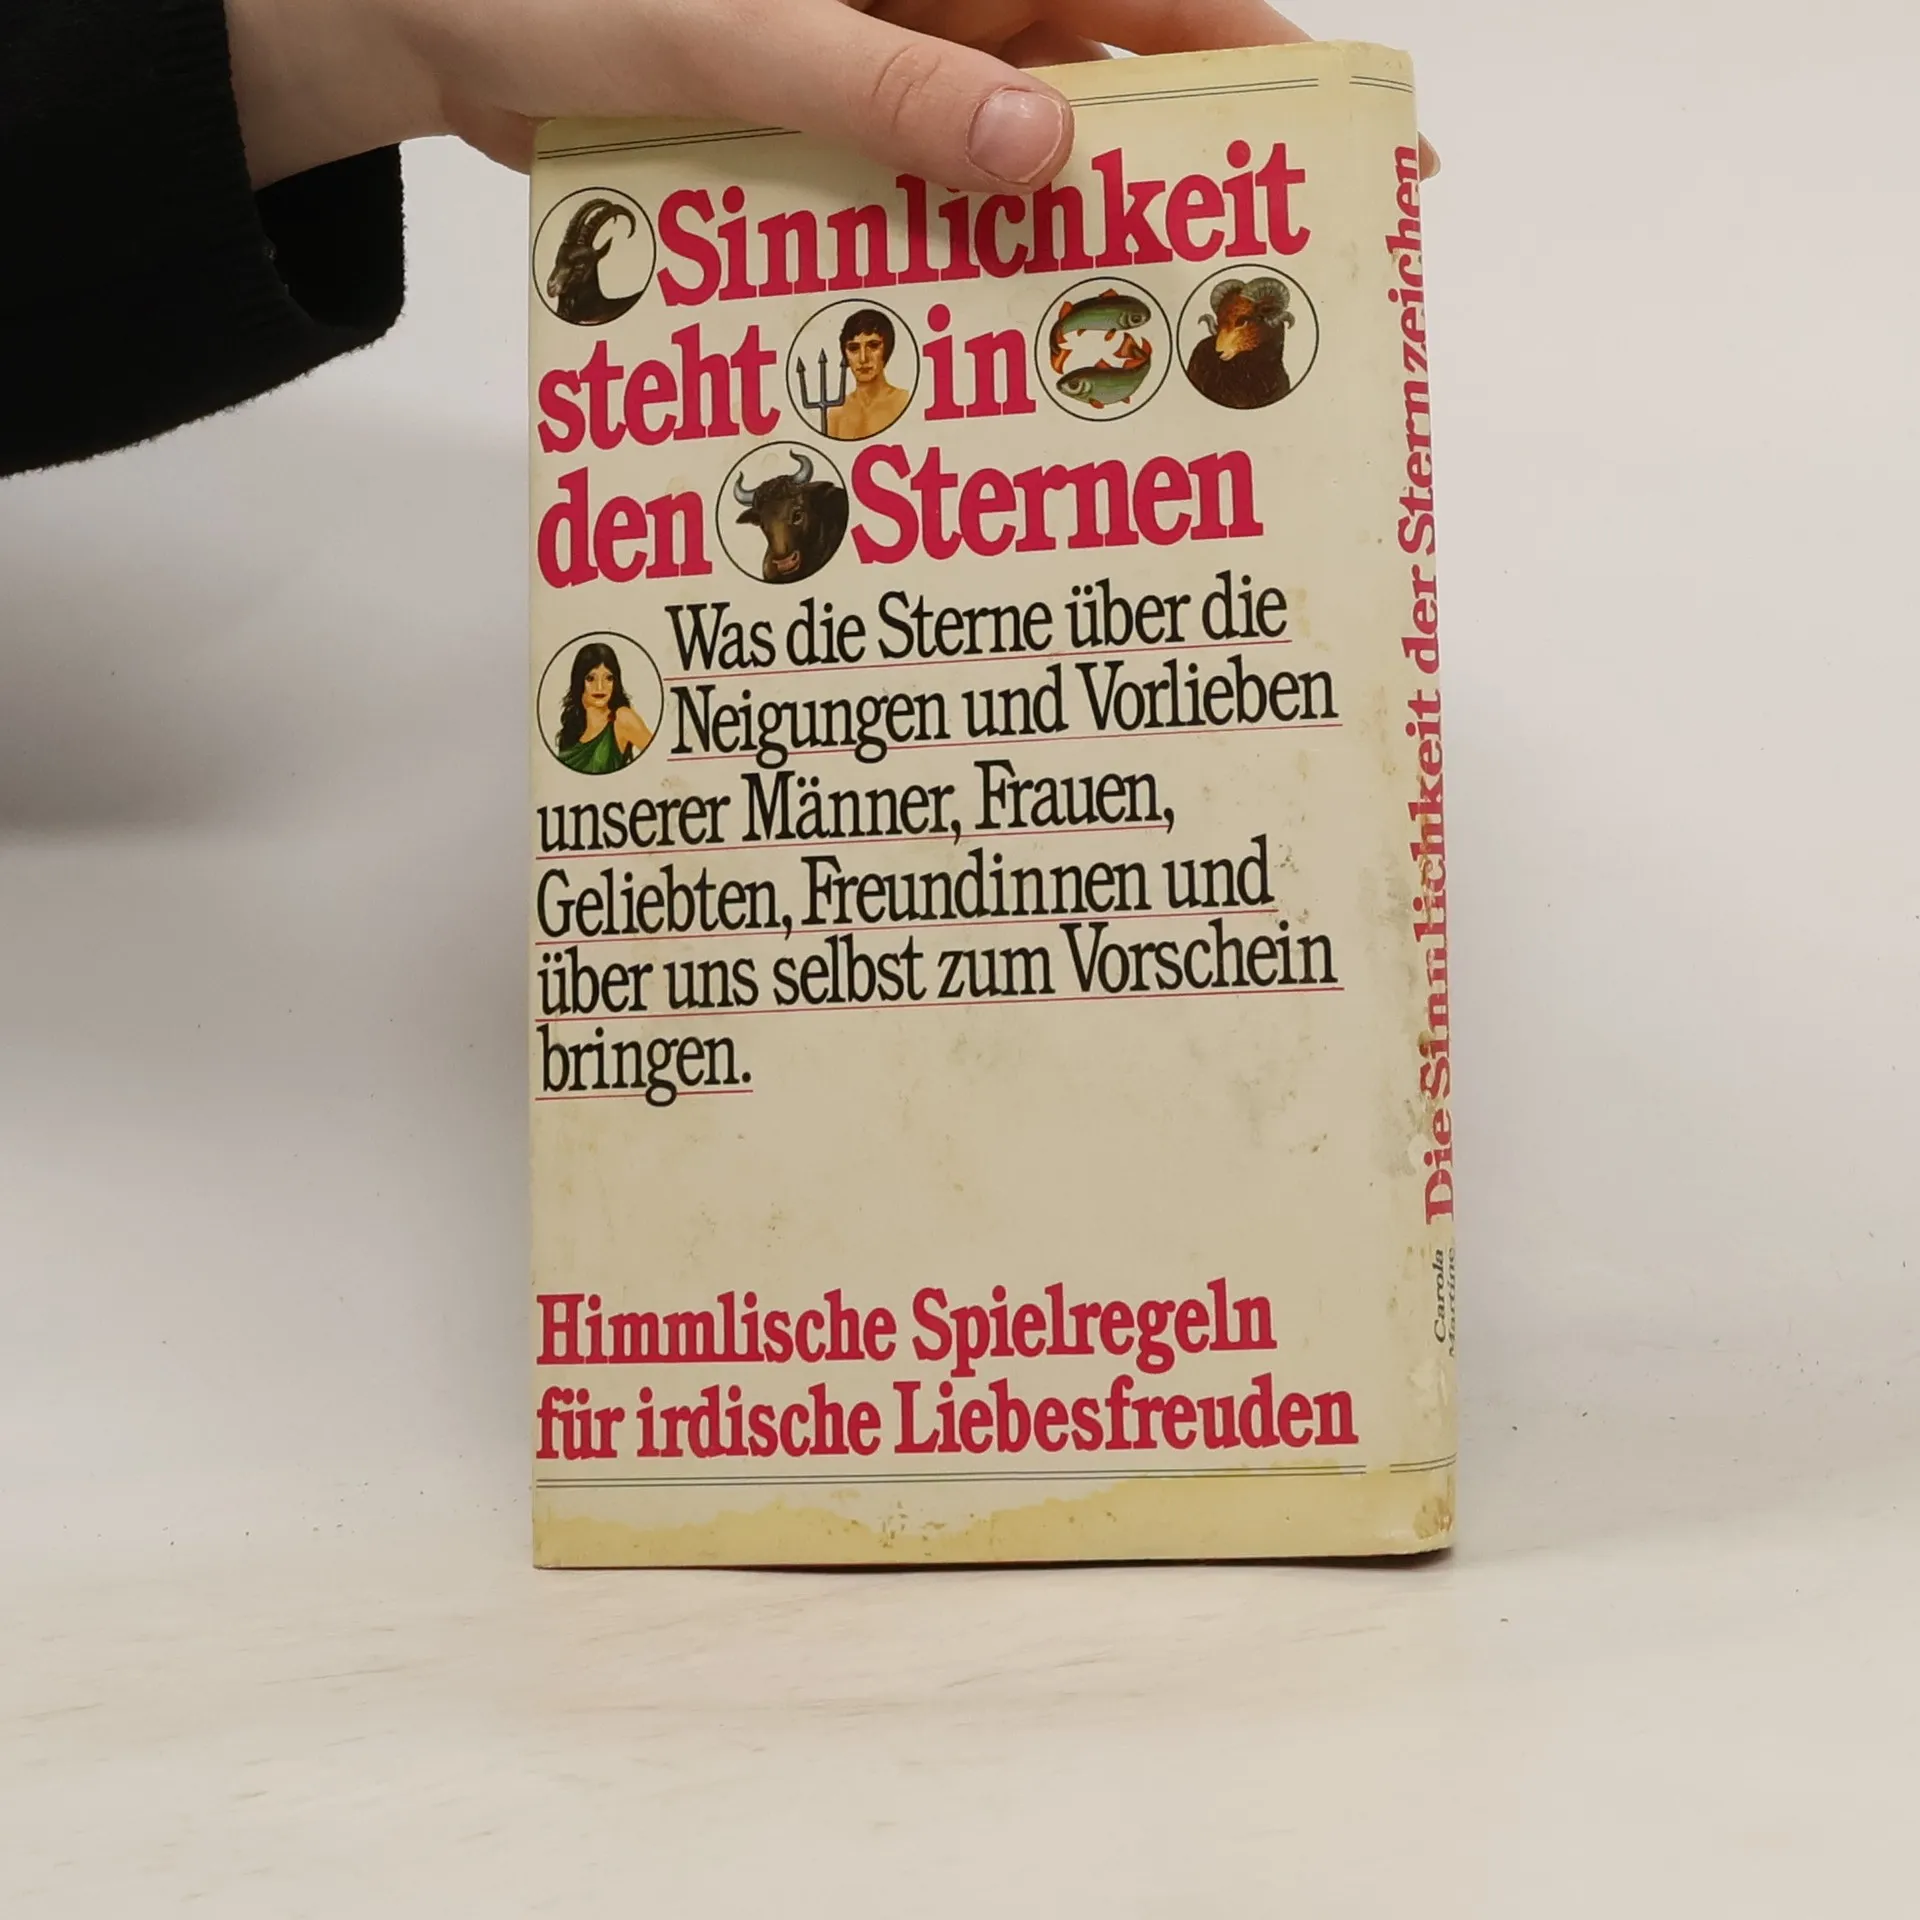 Sinnlichkeit
steht in
den Sternen
Was die Sterne über die
Neigungen und Vorlieben
unserer Männer, Frauen,
Geliebten, Freundinnen und
über uns selbst zum Vorschein
bringen.
Himmlische Spielregeln
für irdische Liebesfreuden
Carola
Martine
Die Sinnlichkeit der Sternzeichen